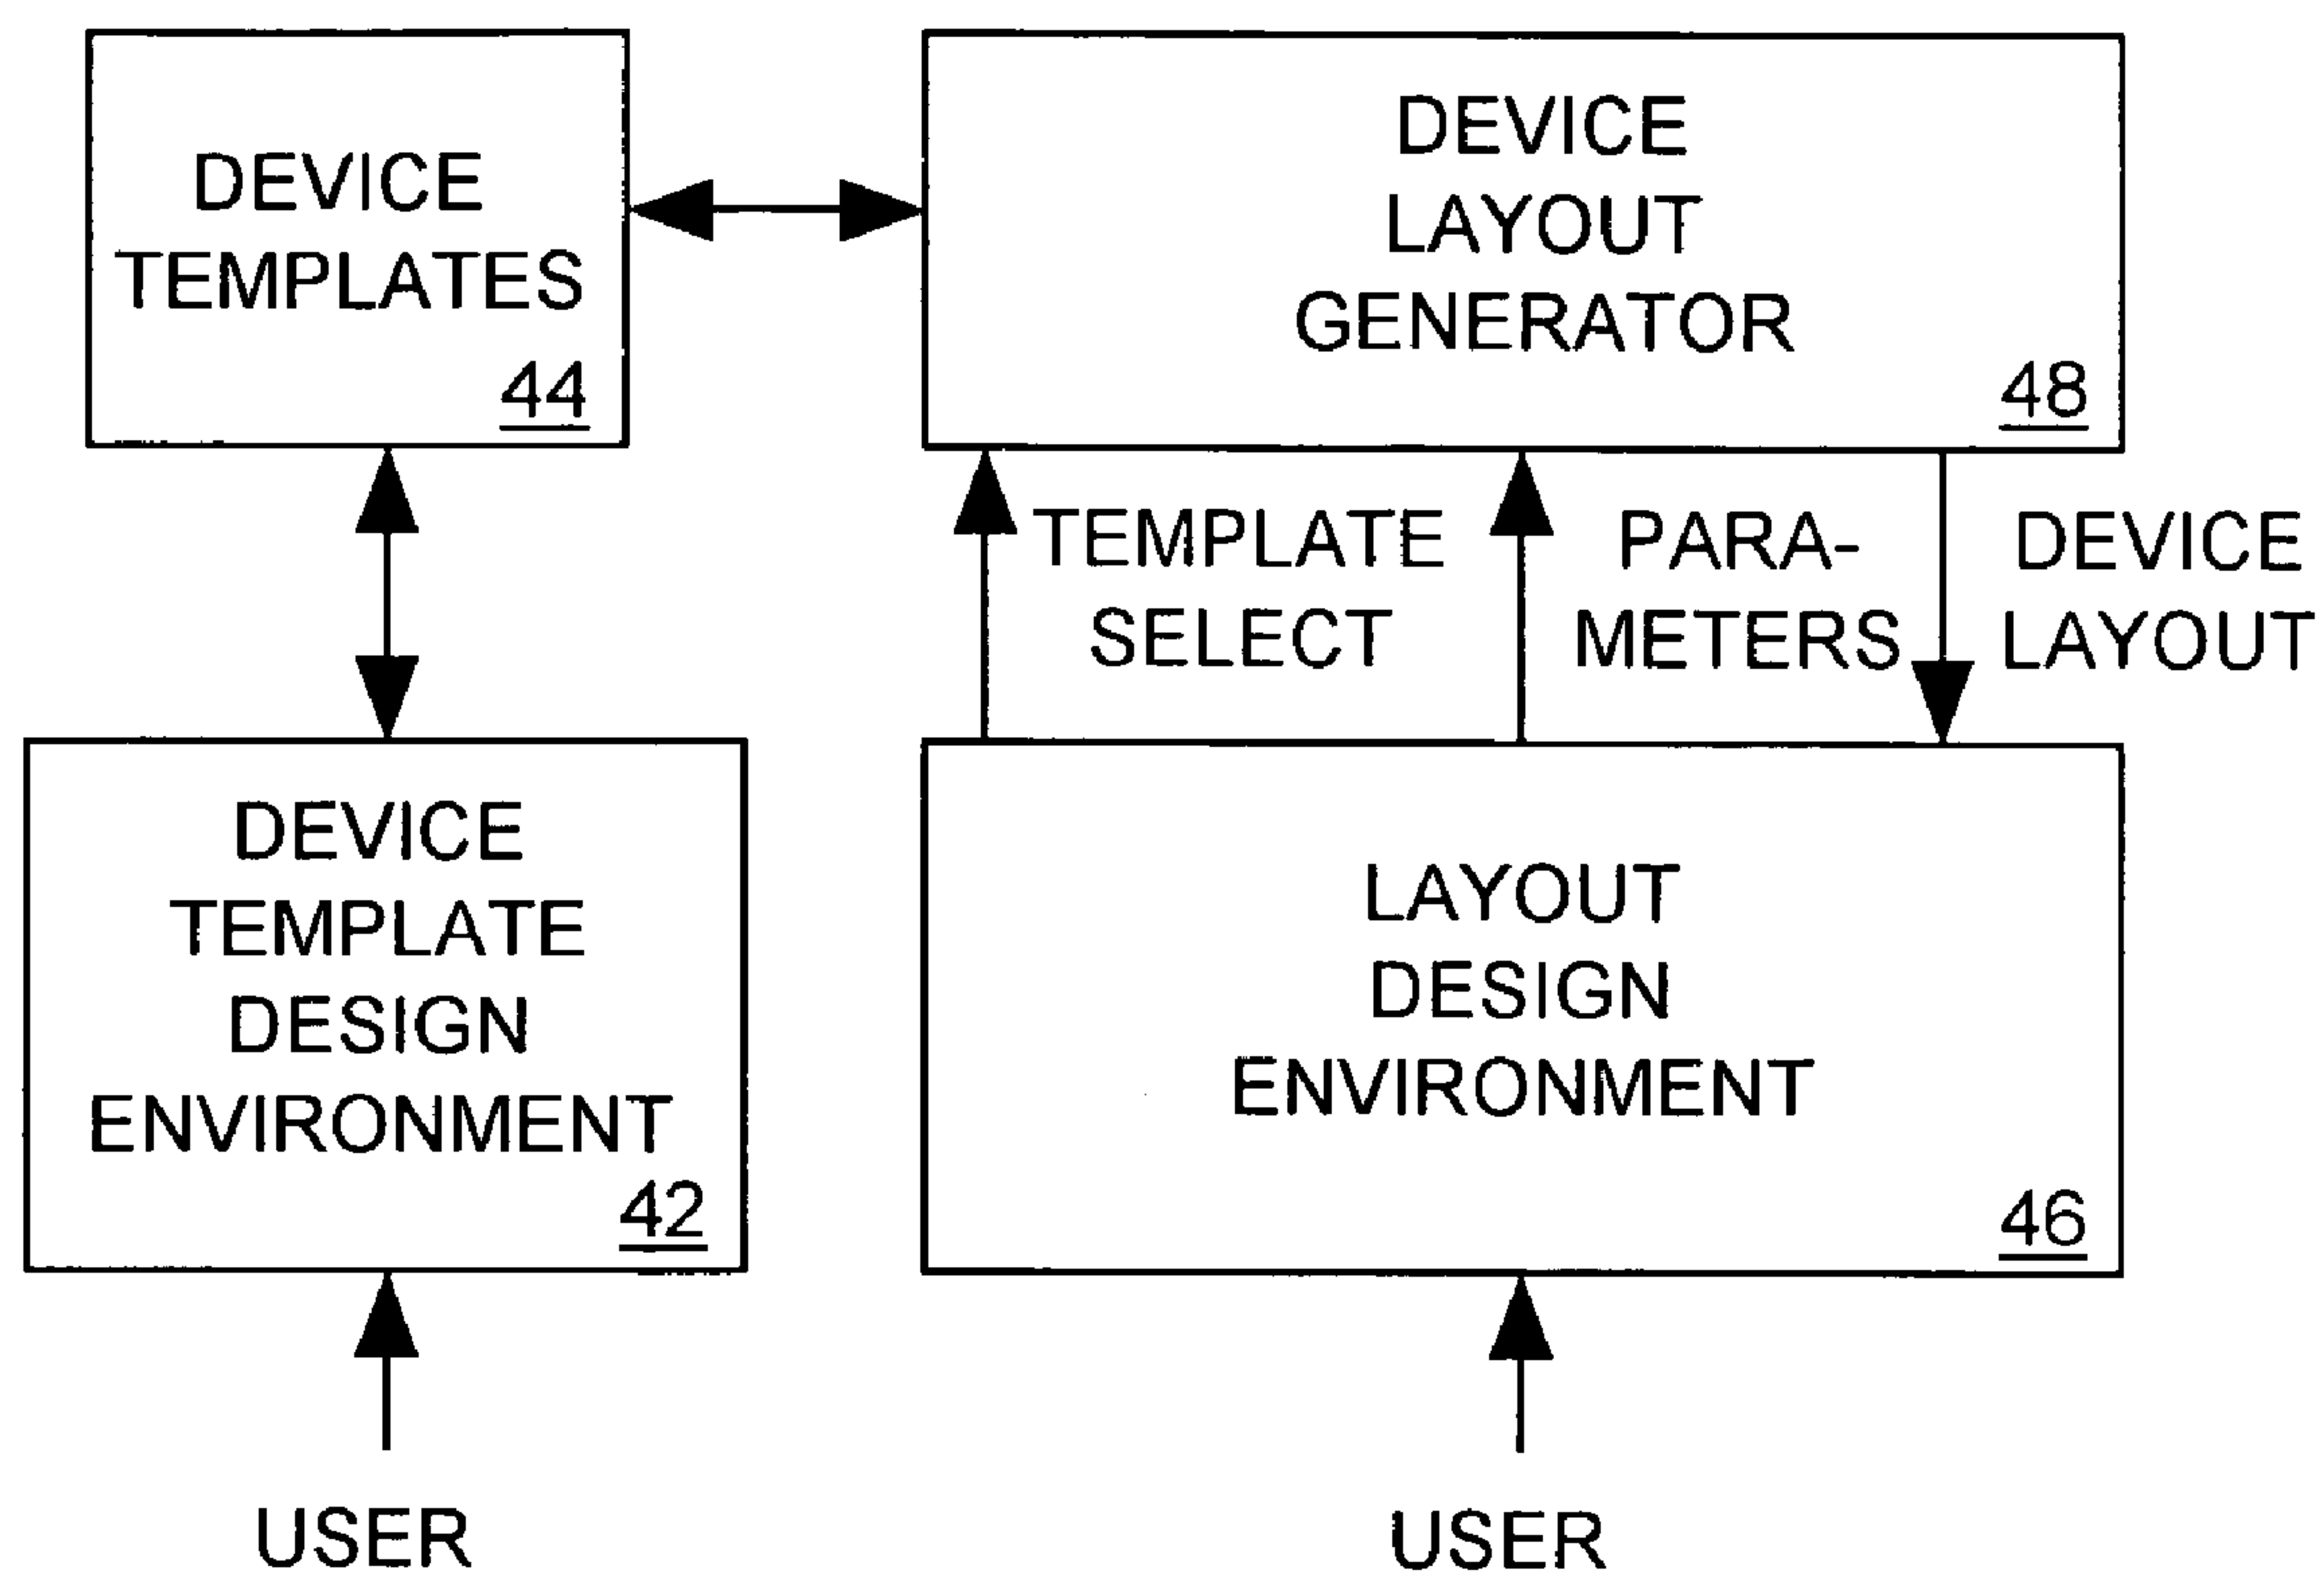 DEVICE
TEMPLATES
44
DEVICE
LAYOUT
GENERATOR
48
TEMPLATE
SELECT
PARA-
METERS
DEVICE
LAYOUT
DEVICE
TEMPLATE
DESIGN
ENVIRONMENT
42
LAYOUT
DESIGN
ENVIRONMENT
46
USER
USER